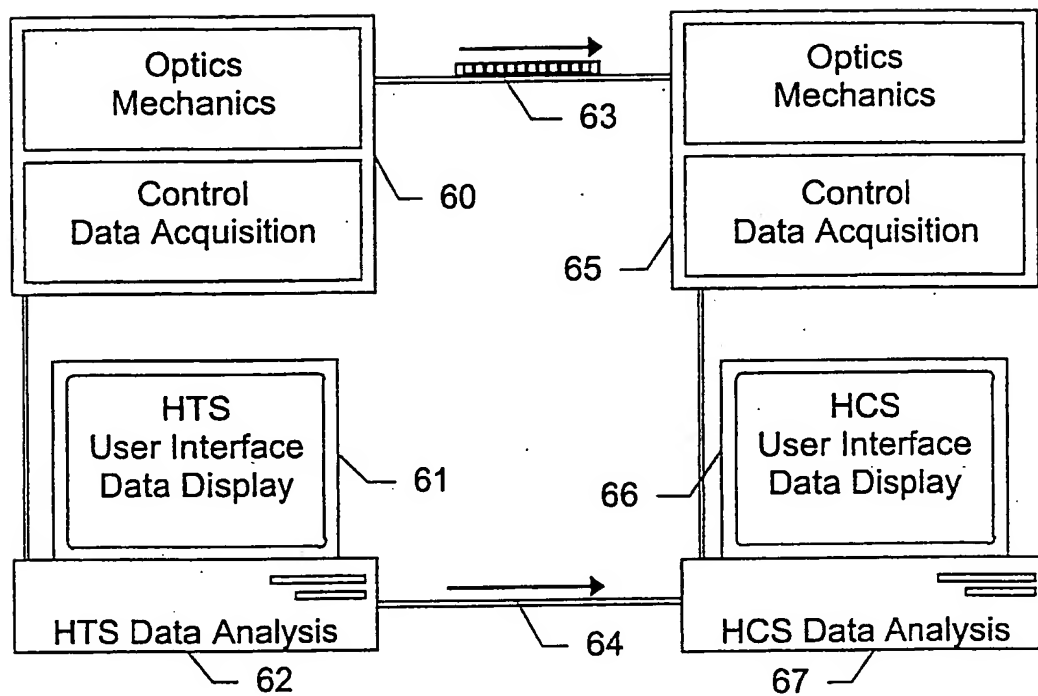 Optics
Mechanics
63
Optics
Mechanics
Control
Data Acquisition
60
Control
Data Acquisition
65
HTS
User Interface
Data Display
61
HCS
User Interface
Data Display
66
HTS Data Analysis
62
64
HCS Data Analysis
67